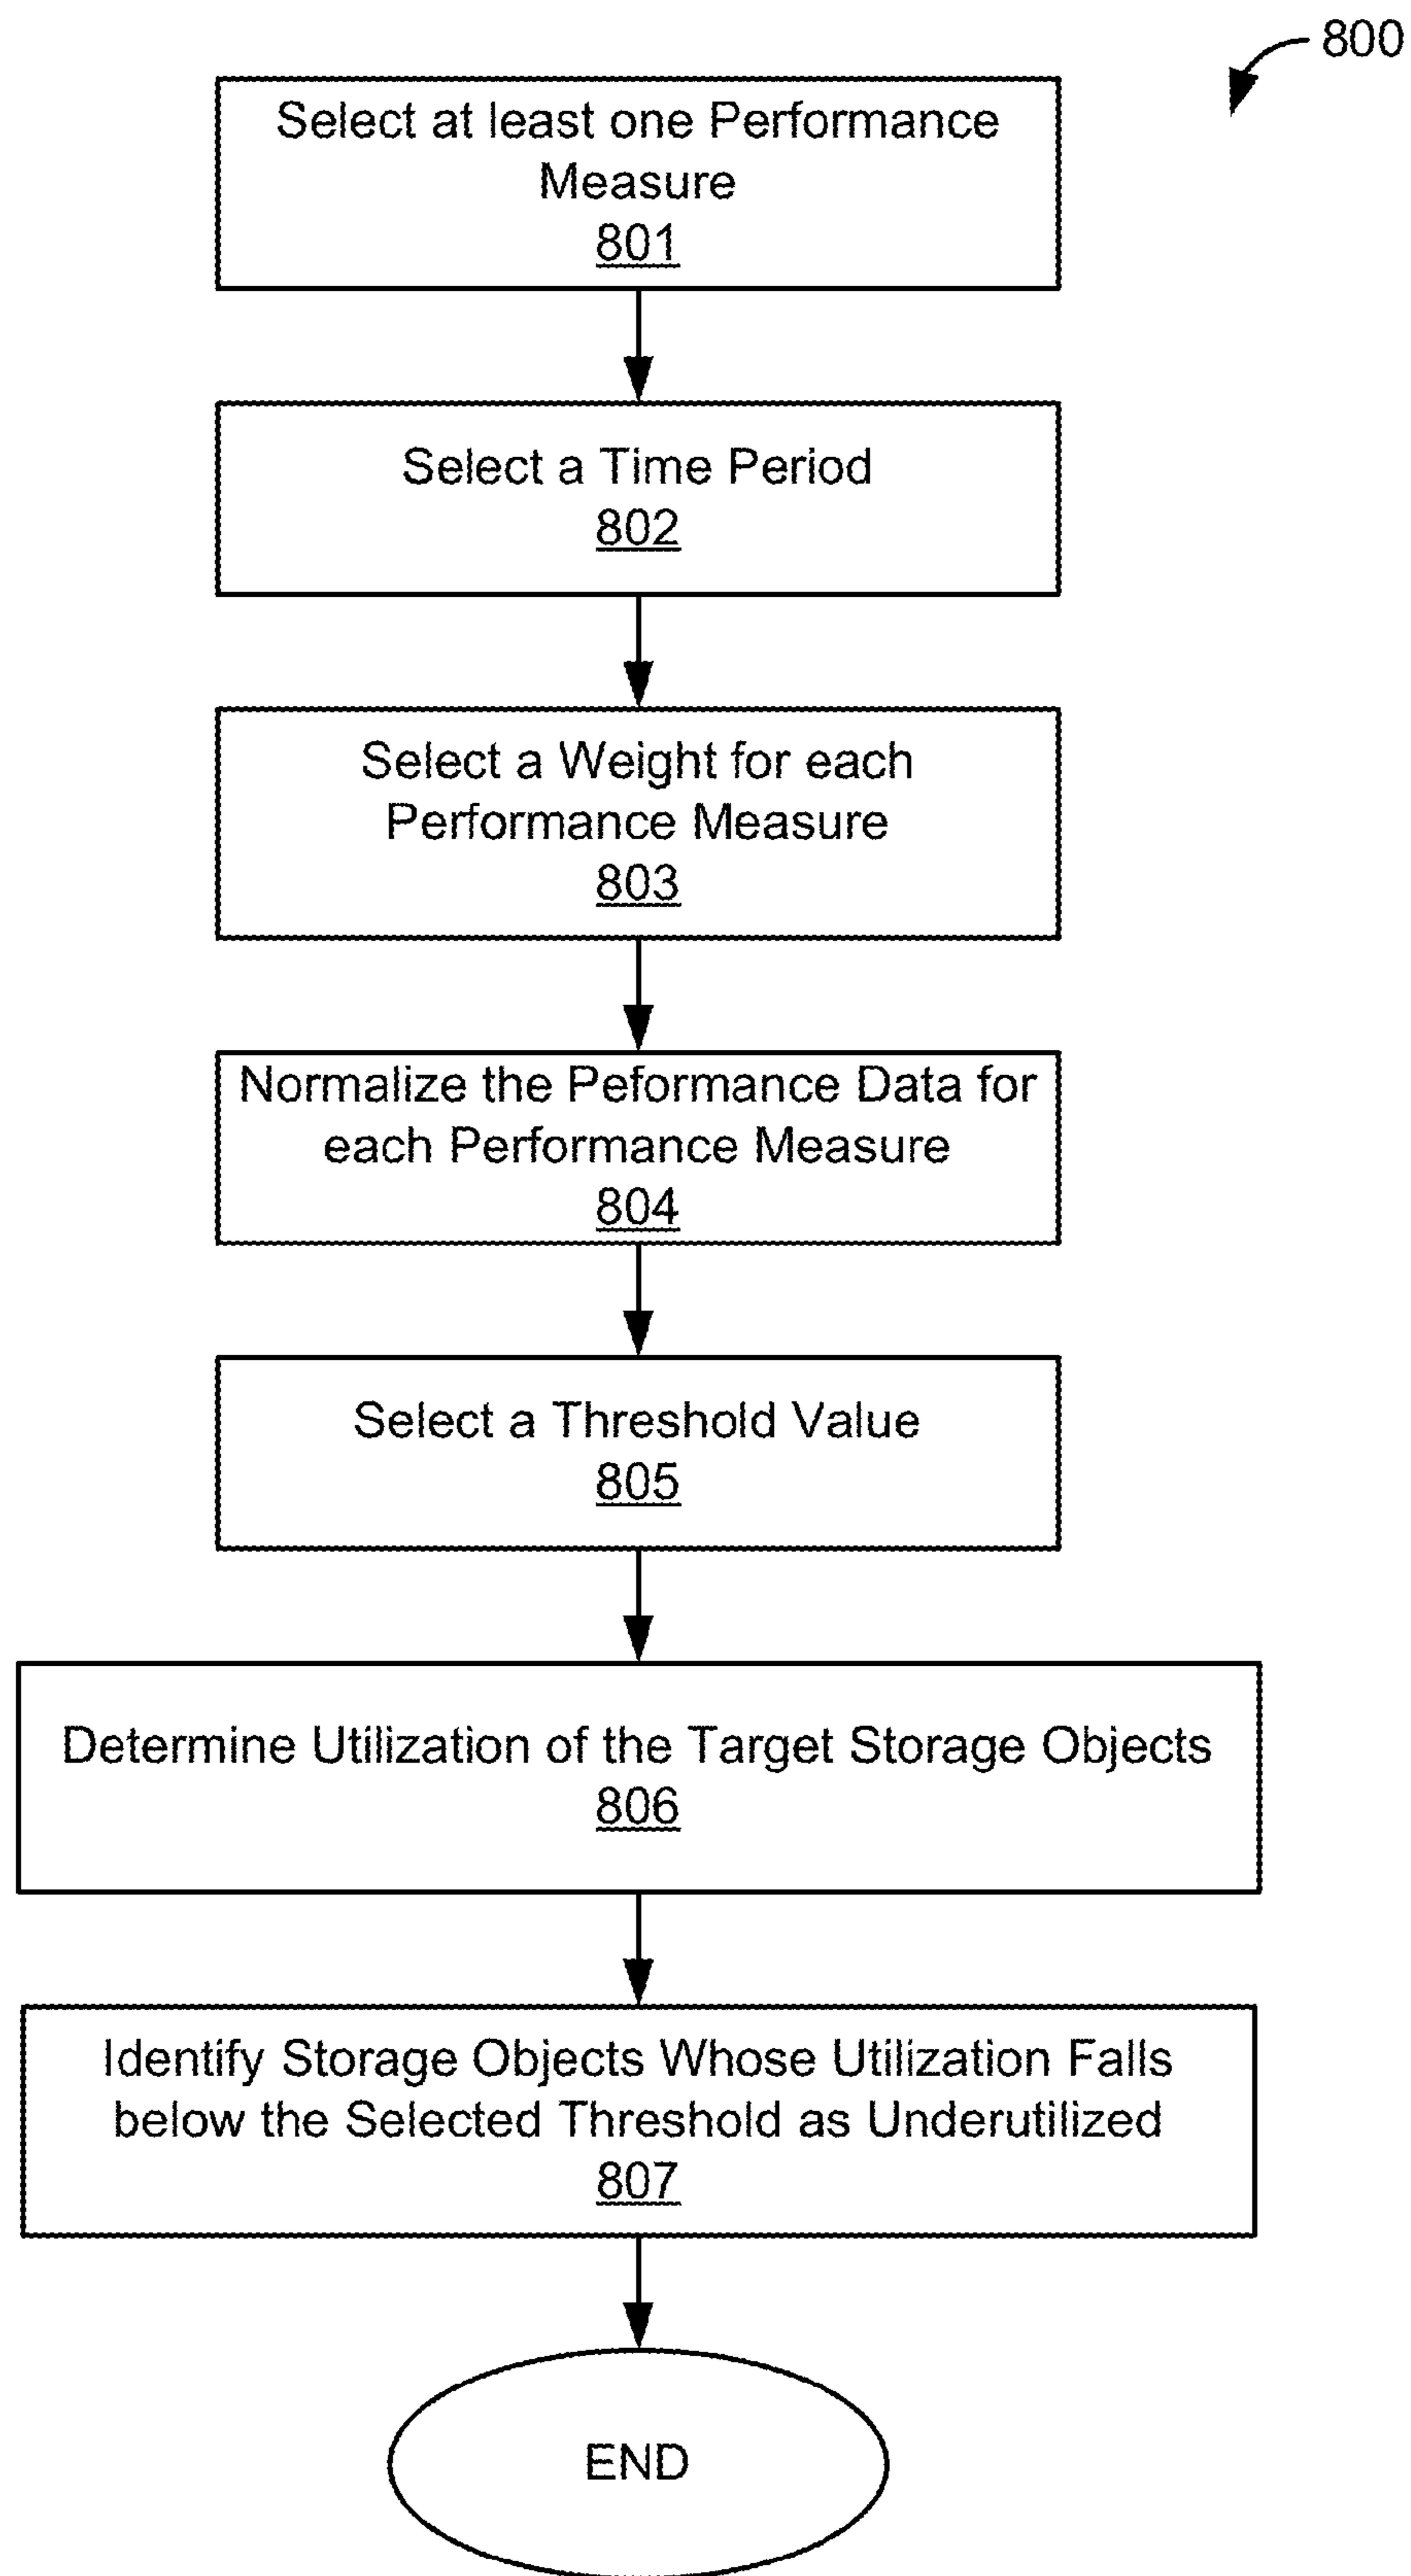 800
Select at least one Performance
Measure
801
Select a Time Period
802
Select a Weight for each
Performance Measure
803
Normalize the Peformance Data for
each Performance Measure
804
Select a Threshold Value
805
Determine Utilization of the Target Storage Objects
806
Identify Storage Objects Whose Utilization Falls
below the Selected Threshold as Underutilized
807
END